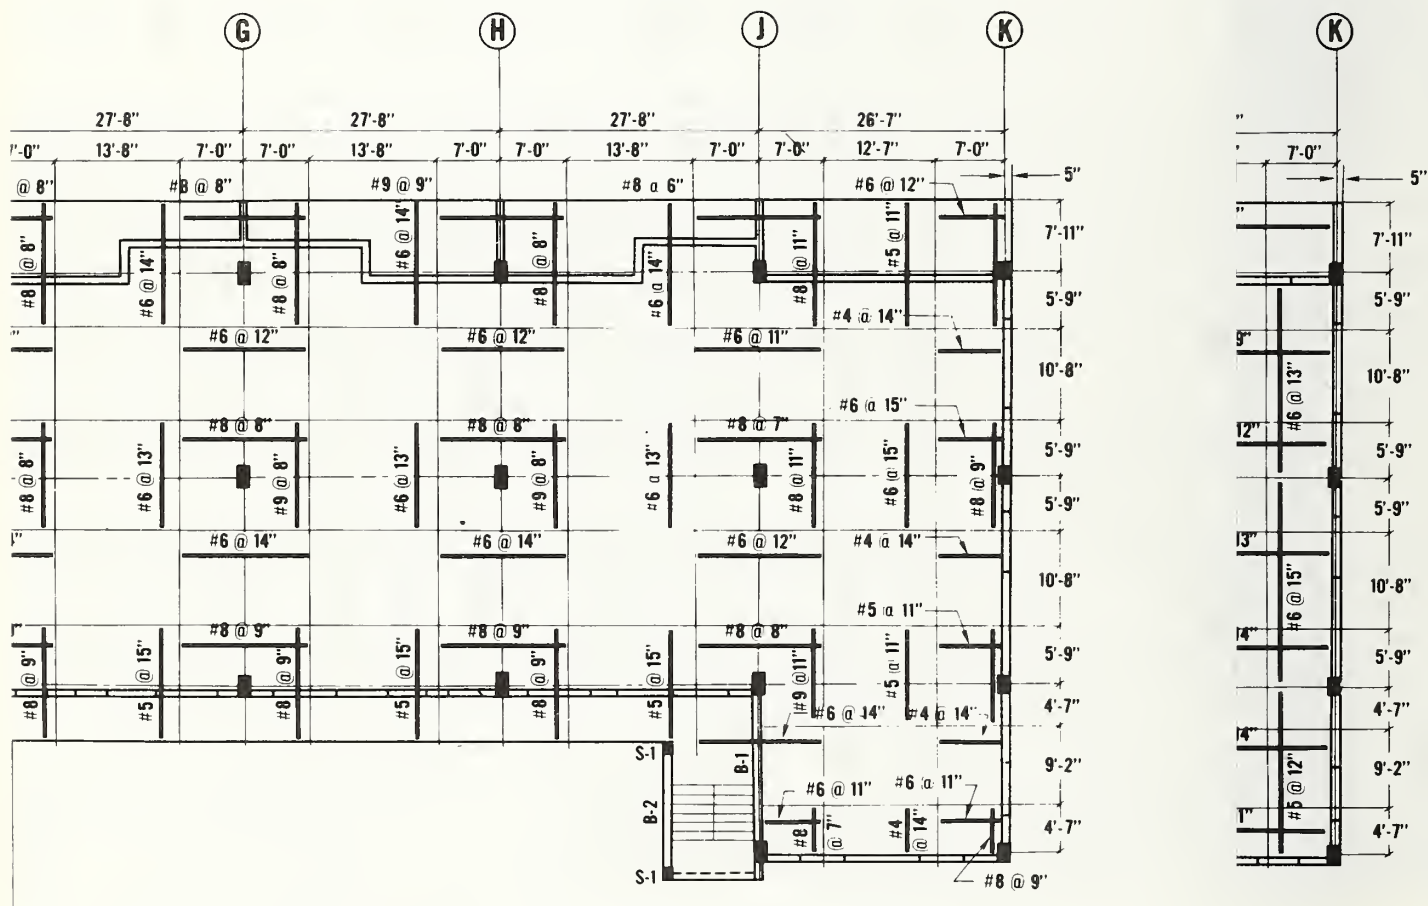 G H J K K
27'-8" 27'-8" 27'-8" 26'-7"
13'-8" 7'-0" 7'-0" 13'-8" 7'-0" 7'-0" 13'-8" 7'-0" 7'-0" 12'-7" 7'-0" 7'-0"
@ 8" #8 @ 8" #9 @ 9" #8 @ 6" #6 @ 12" 5" 5"
7'-11" 7'-11"
#8 @ 8"
#6 @ 14"
#8 @ 8"
#6 @ 14"
#8 @ 8"
#6 @ 14"
#8 @ 11"
#5 @ 11"
5'-9" 5'-9"
#6 @ 12" #6 @ 12" #6 @ 11" #4 @ 14"
10'-8" 10'-8"
#6 @ 13"
#6 @ 15"
#8 @ 8" #8 @ 8" #8 @ 7"
5'-9" 5'-9"
12"
#8 @ 8"
#6 @ 13"
#9 @ 8"
#6 @ 13"
#9 @ 8"
#6 @ 13"
#8 @ 11"
#6 @ 15"
#8 @ 9"
5'-9" 5'-9"
#6 @ 14" #6 @ 14" #6 @ 12" #4 @ 14"
13"
10'-8" 10'-8"
#6 @ 15"
#5 @ 11"
#8 @ 9" #8 @ 9" #8 @ 8"
14"
5'-9" 5'-9"
#8 @ 9"
#5 @ 15"
#8 @ 9"
#5 @ 15"
#8 @ 9"
#5 @ 15"
#9 @ 11"
#5 @ 11"
4'-7" 4'-7"
#6 @ 14" #4 @ 14"
14"
S-1
B-1
9'-2" 9'-2"
#5 @ 12"
B-2
#6 @ 11" #6 @ 11"
#8 @ 7"
#4 @ 14"
4'-7" 4'-7"
S-1
#8 @ 9"